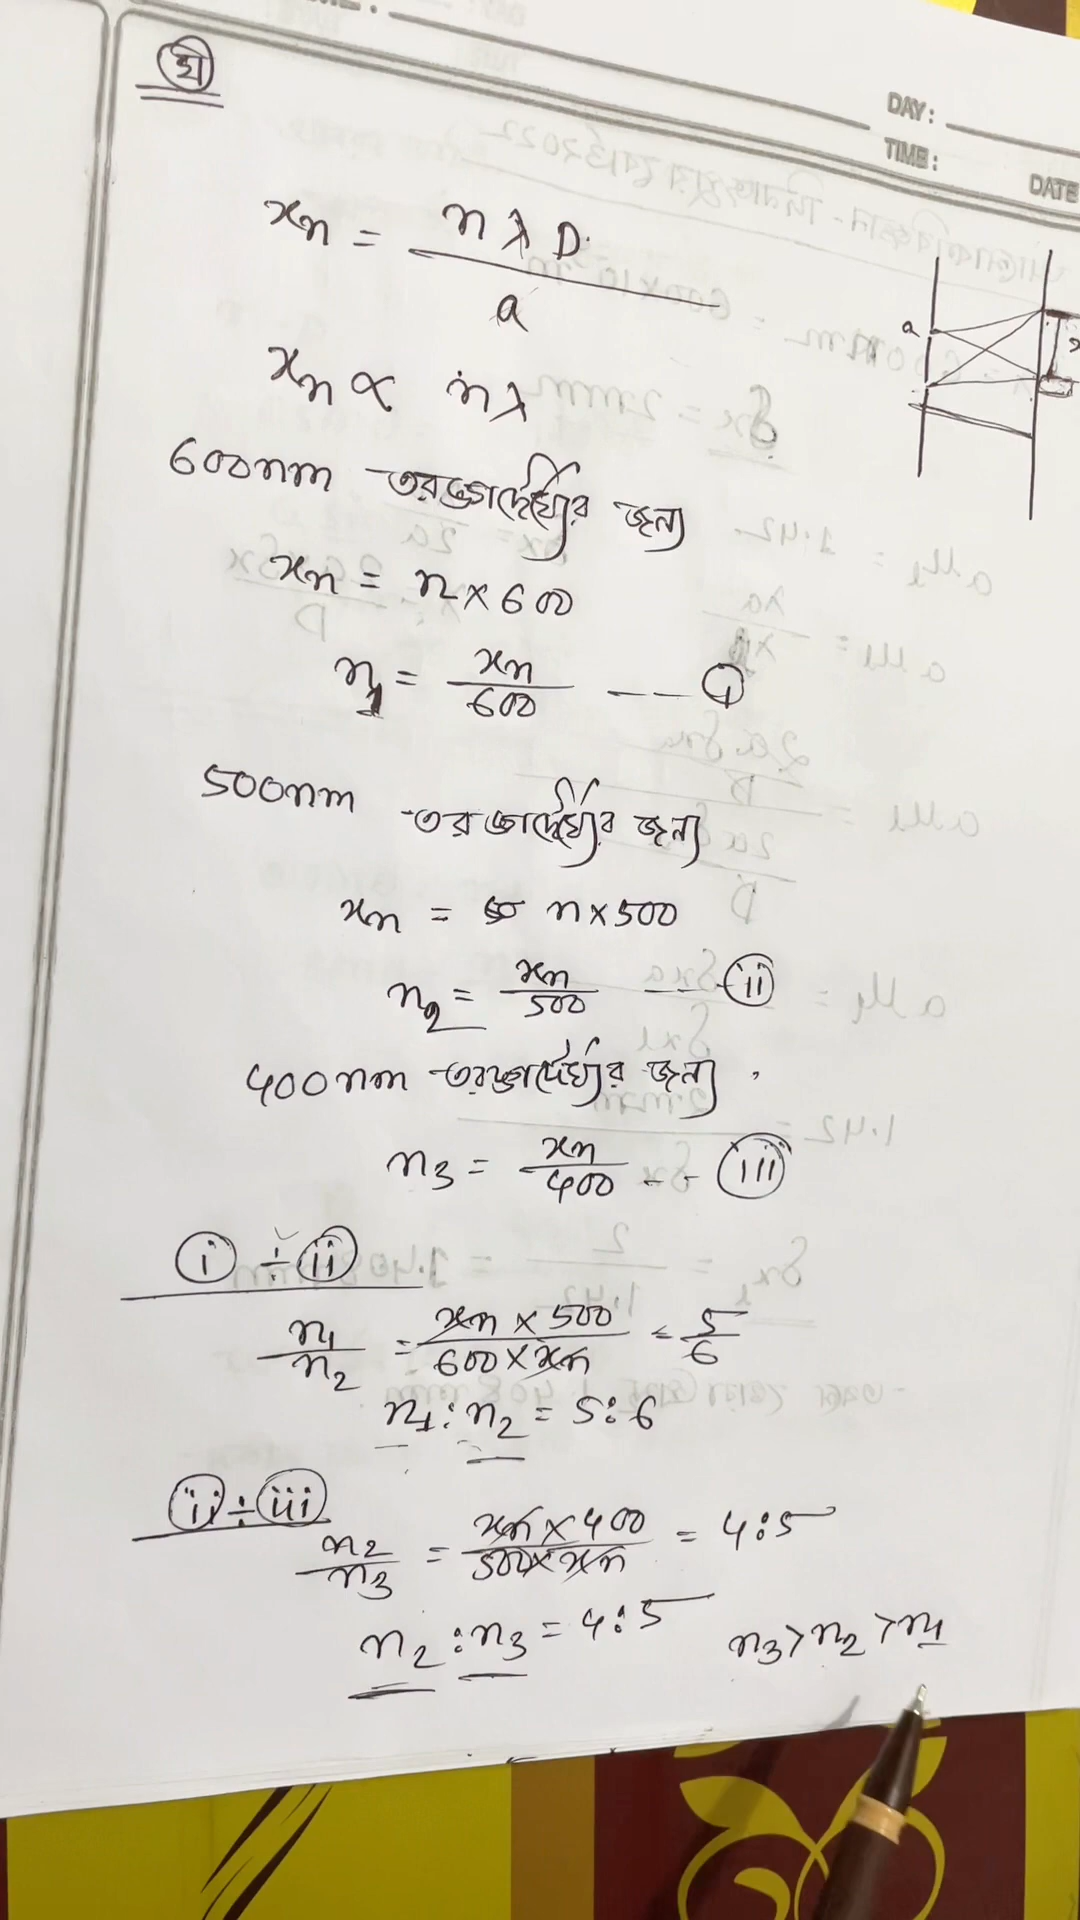 DAY:
TIME:
DATE
ঘ
xn = nλD
a
xn ∝ nλ
a
600nm তরঙ্গদৈর্ঘ্যের জন্য
xn = n×600
n1 = xn/600 --- i
500nm তরঙ্গদৈর্ঘ্যের জন্য
xn = n×500
n2 = xn/500 --- ii
400nm তরঙ্গদৈর্ঘ্যের জন্য
n3 = xn/400 -- iii
i ÷ ii
n1/n2 = xn × 500/600 × xn = 5/6
n1:n2 = 5:6
ii ÷ iii
n2/n3 = xn × 400/500 × xn = 4:5
n2:n3 = 4:5
n3>n2>n1